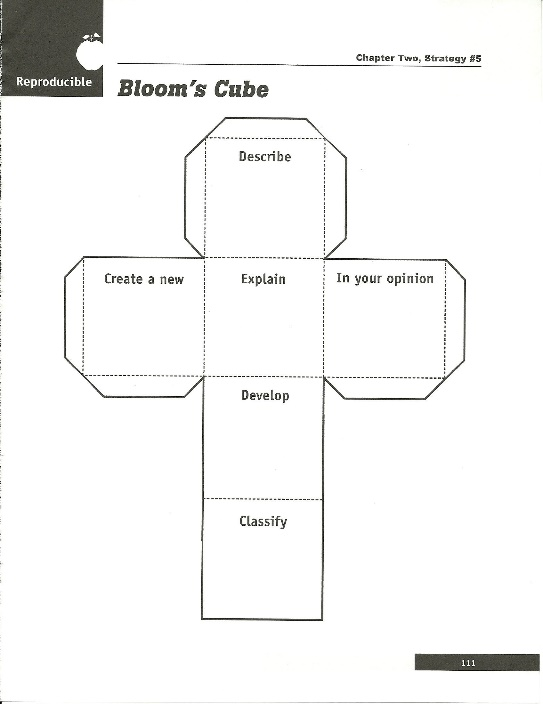 Chapter Two, Strategy #5
Reproducible
Bloom's Cube
Describe
Create a new
Explain
In your opinion
Develop
Classify
111